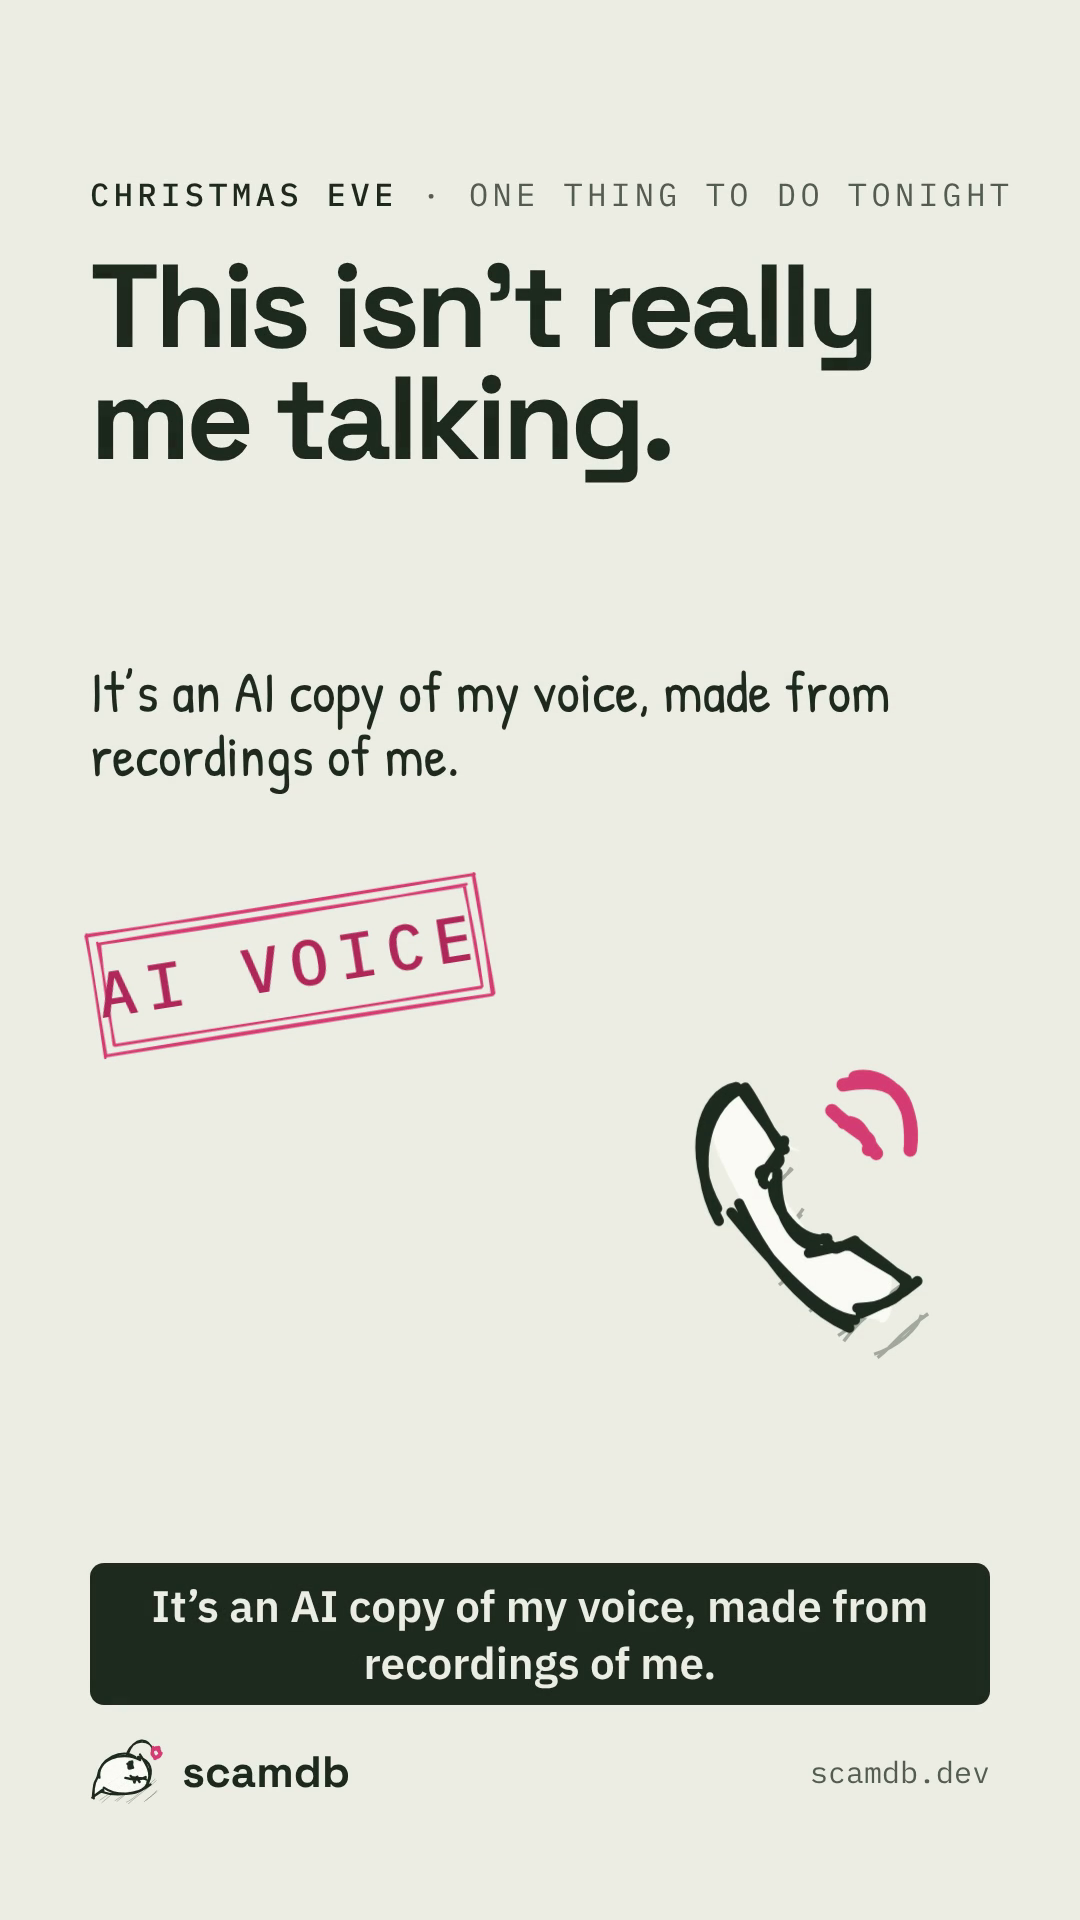 CHRISTMAS EVE · ONE THING TO DO TONIGHT
This isn’t really
me talking.
It’s an AI copy of my voice, made from
recordings of me.
AI VOICE
It’s an AI copy of my voice, made from
recordings of me.
scamdb
scamdb.dev